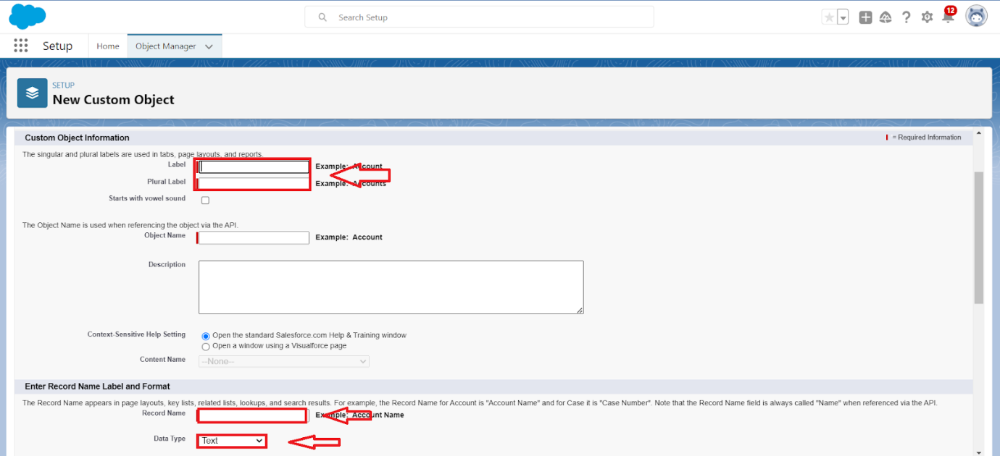 Search Setup
12
Setup
Home
Object Manager
SETUP
New Custom Object
Custom Object Information
= Required Information
The singular and plural labels are used in tabs, page layouts, and reports.
Label
Example: Account
Plural Label
Example: Accounts
Starts with vowel sound
The Object Name is used when referencing the object via the API.
Object Name
Example: Account
Description
Context-Sensitive Help Setting
Open the standard Salesforce.com Help & Training window
Open a window using a Visualforce page
Content Name
--None--
Enter Record Name Label and Format
The Record Name appears in page layouts, key lists, related lists, lookups, and search results. For example, the Record Name for Account is "Account Name" and for Case it is "Case Number". Note that the Record Name field is always called "Name" when referenced via the API.
Record Name
Example: Account Name
Data Type
Text